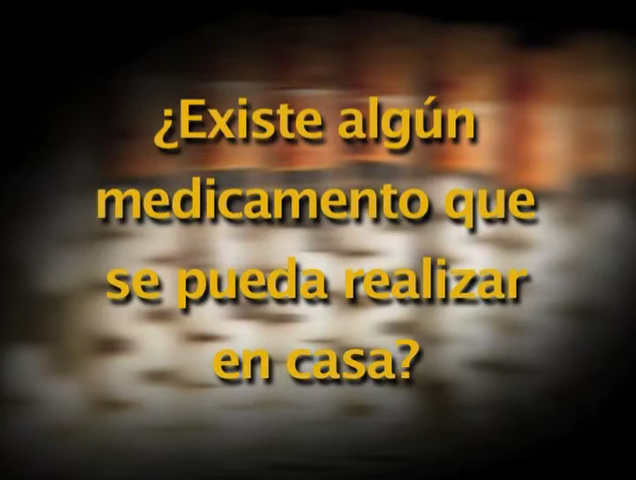 ¿Existe algún
medicamento que
se pueda realizar
en casa?